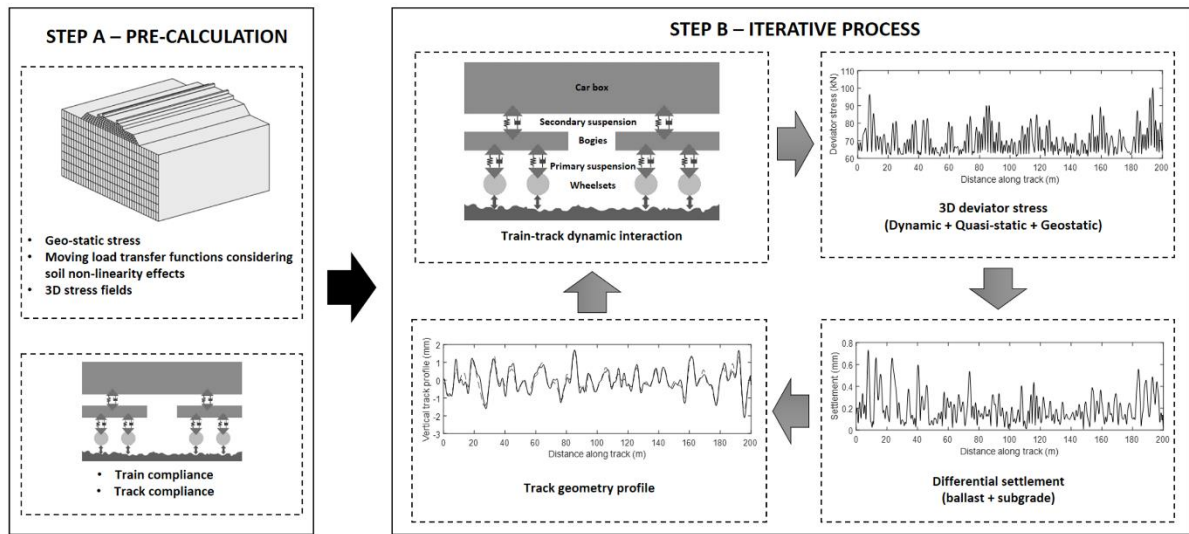 STEP A – PRE-CALCULATION
• Geo-static stress
• Moving load transfer functions considering
soil non-linearity effects
• 3D stress fields
• Train compliance
• Track compliance
STEP B – ITERATIVE PROCESS
Car box
Secondary suspension
Bogies
Primary suspension
Wheelsets
Train-track dynamic interaction
Deviator stress (kN)
110
100
90
80
70
60
0 20 40 60 80 100 120 140 160 180 200
Distance along track (m)
3D deviator stress
(Dynamic + Quasi-static + Geostatic)
Vertical track profile (mm)
2
1
0
-1
-2
-3
0 20 40 60 80 100 120 140 160 180 200
Distance along track (m)
Track geometry profile
Settlement (mm)
0.8
0.6
0.4
0.2
0
0 20 40 60 80 100 120 140 160 180 200
Distance along track (m)
Differential settlement
(ballast + subgrade)